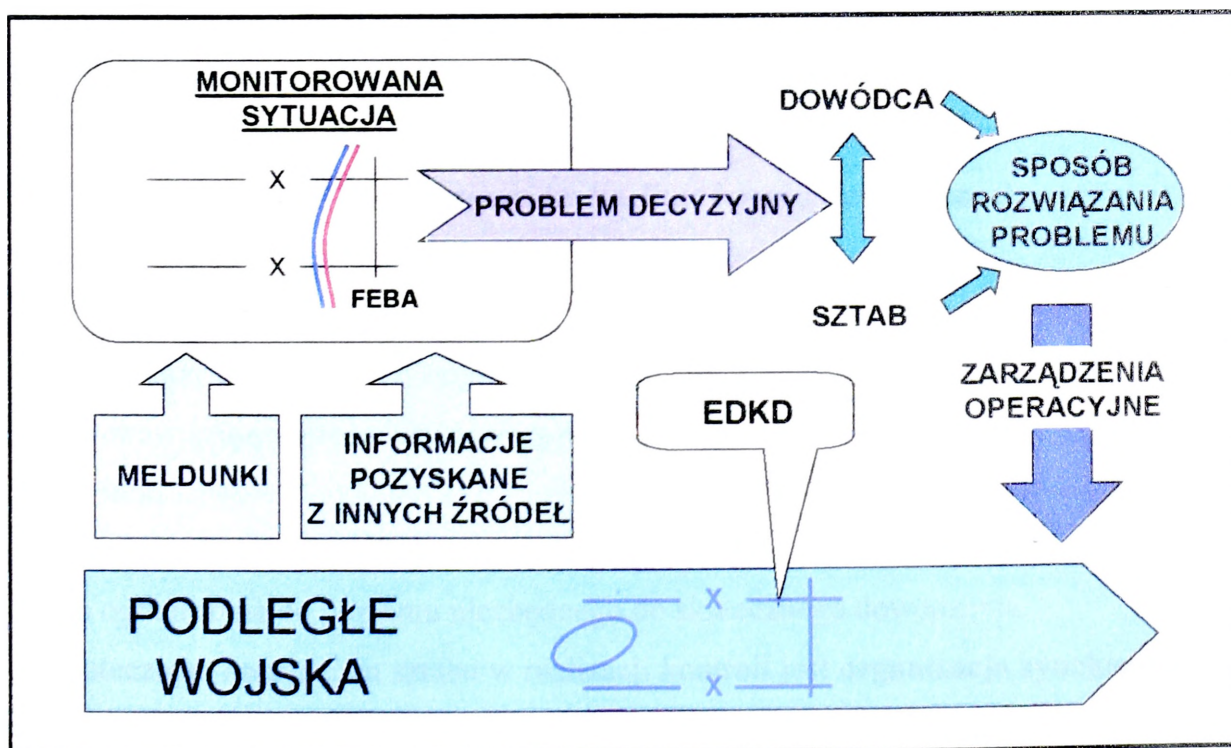 MONITOROWANA
SYTUACJA
X
X
FEBA
PROBLEM DECYZYJNY
DOWÓDCA
SZTAB
SPOSÓB
ROZWIĄZANIA
PROBLEMU
ZARZĄDZENIA
OPERACYJNE
MELDUNKI
INFORMACJE
POZYSKANE
Z INNYCH ŹRÓDEŁ
EDKD
PODLEGŁE
WOJSKA
X
X